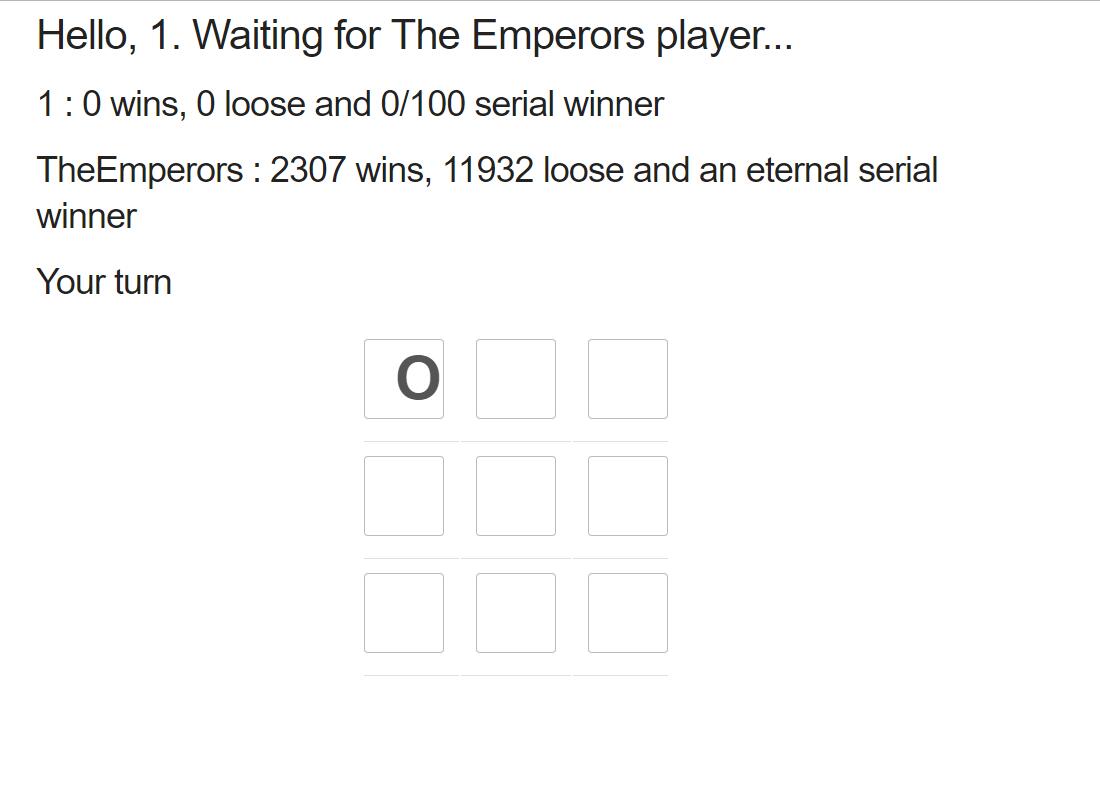 Hello, 1. Waiting for The Emperors player...
1 : 0 wins, 0 loose and 0/100 serial winner
TheEmperors : 2307 wins, 11932 loose and an eternal serial
winner
Your turn
O